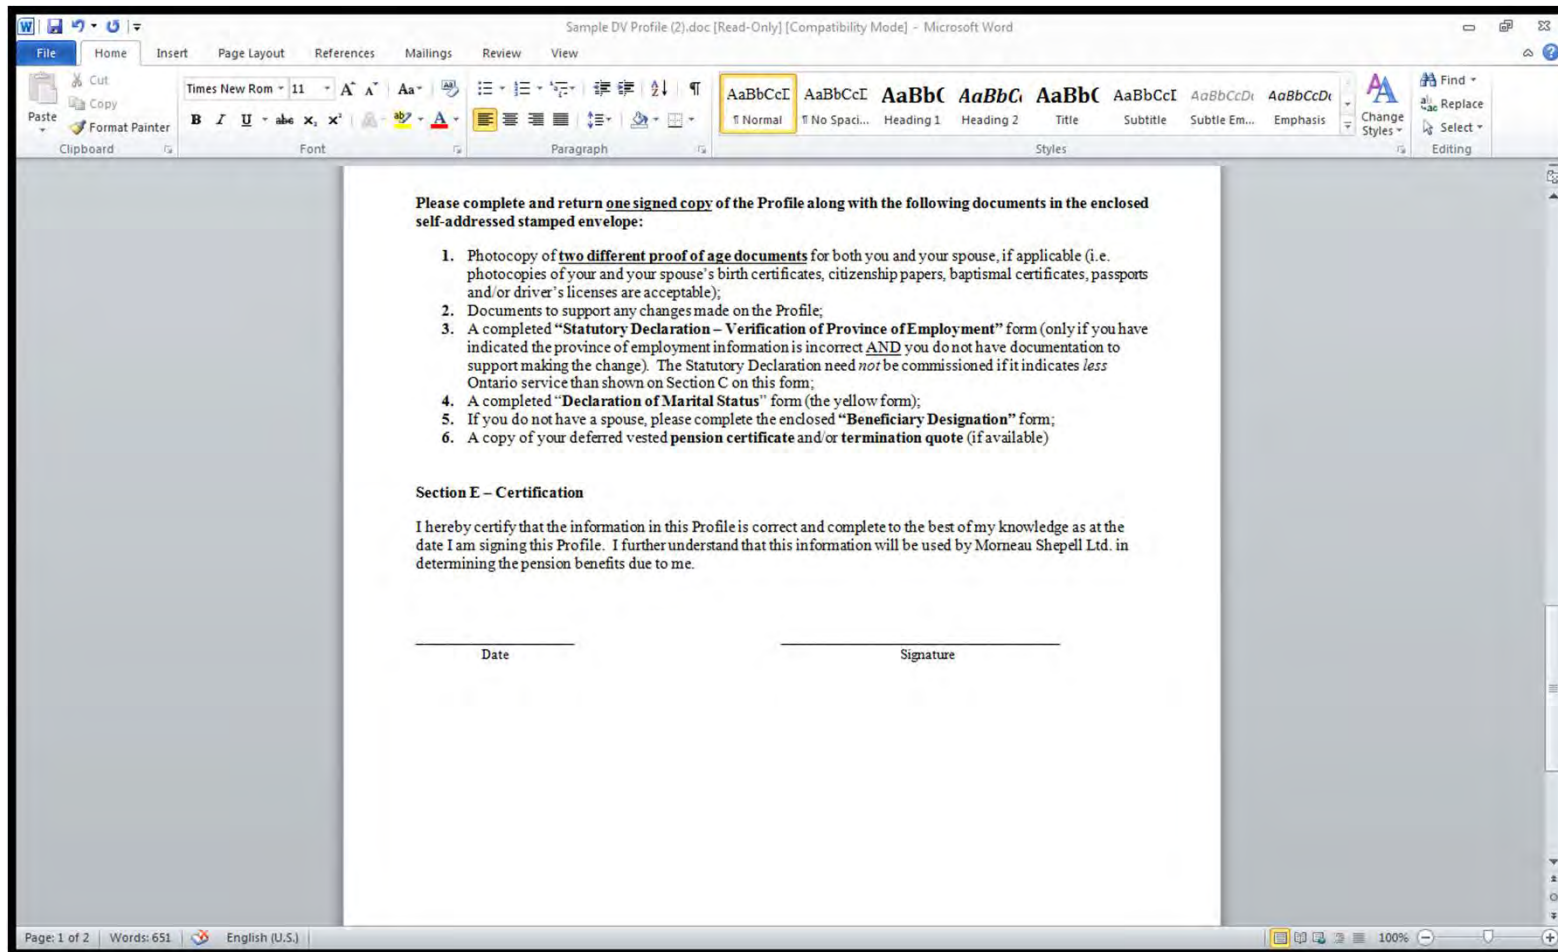 Sample DV Profile (2).doc [Read-Only] [Compatibility Mode] - Microsoft Word
File Home Insert Page Layout References Mailings Review View
Paste
Cut
Copy
Format Painter
Clipboard
Times New Rom 11
Font
Paragraph
AaBbCcI AaBbCcI AaBb( AaBbC AaBb( AaBbCcI AaBbCcDc AaBbCcDc
¶ Normal ¶ No Spaci... Heading 1 Heading 2 Title Subtitle Subtle Em... Emphasis
Change
Styles
Styles
Find
Replace
Select
Editing
Please complete and return one signed copy of the Profile along with the following documents in the enclosed
self-addressed stamped envelope:
1. Photocopy of two different proof of age documents for both you and your spouse, if applicable (i.e.
photocopies of your and your spouse's birth certificates, citizenship papers, baptismal certificates, passports
and/or driver's licenses are acceptable);
2. Documents to support any changes made on the Profile;
3. A completed “Statutory Declaration – Verification of Province of Employment” form (only if you have
indicated the province of employment information is incorrect AND you do not have documentation to
support making the change). The Statutory Declaration need not be commissioned if it indicates less
Ontario service than shown on Section C on this form;
4. A completed “Declaration of Marital Status” form (the yellow form);
5. If you do not have a spouse, please complete the enclosed “Beneficiary Designation” form;
6. A copy of your deferred vested pension certificate and/or termination quote (if available)
Section E – Certification
I hereby certify that the information in this Profile is correct and complete to the best of my knowledge as at the
date I am signing this Profile. I further understand that this information will be used by Morneau Shepell Ltd. in
determining the pension benefits due to me.
Date Signature
Page: 1 of 2 Words: 651 English (U.S.) 100%